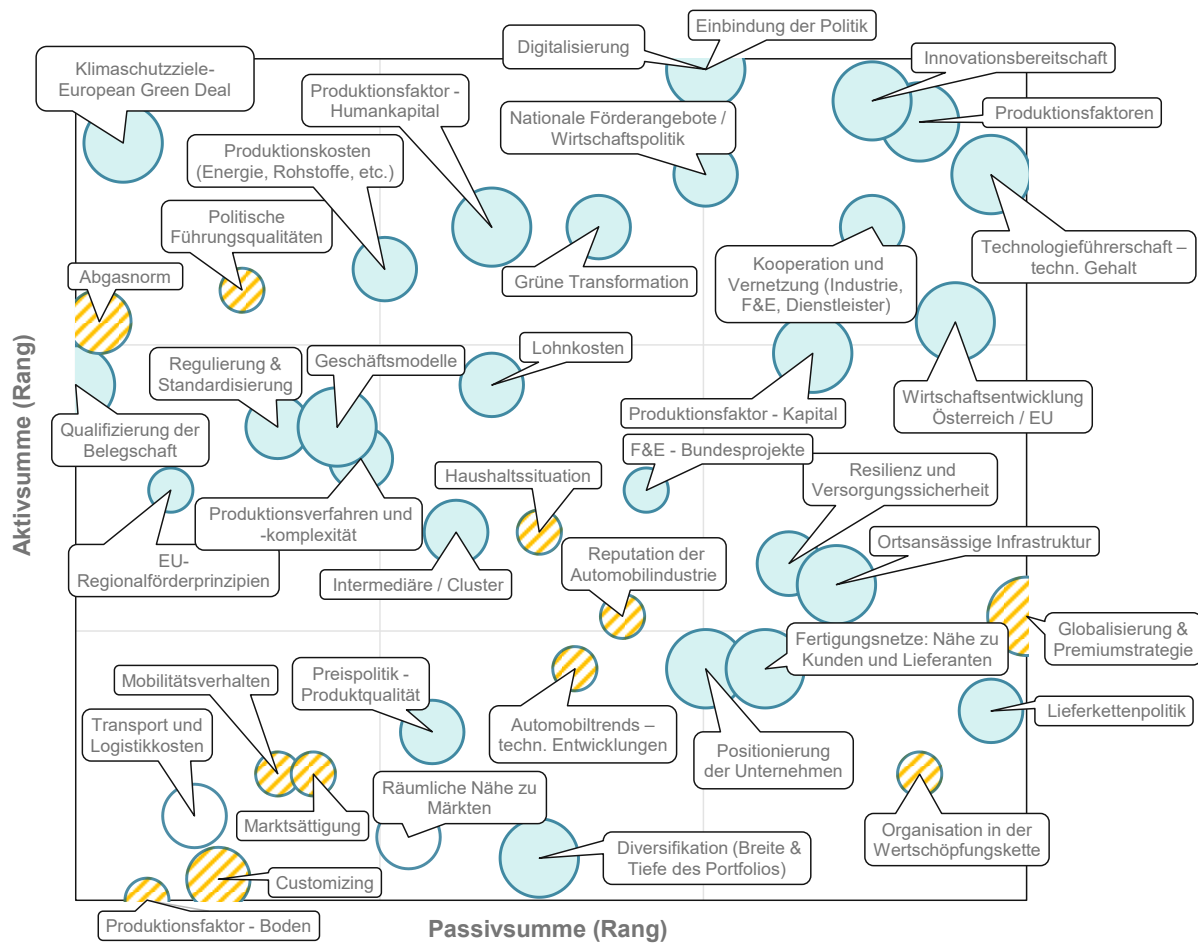 Einbindung der Politik
Digitalisierung
Innovationsbereitschaft
Klimaschutzziele-
European Green Deal
Produktionsfaktor -
Humankapital
Nationale Förderangebote /
Wirtschaftspolitik
Produktionsfaktoren
Produktionskosten
(Energie, Rohstoffe, etc.)
Politische
Führungsqualitäten
Abgasnorm
Grüne Transformation
Kooperation und
Vernetzung (Industrie,
F&E, Dienstleister)
Technologieführerschaft –
techn. Gehalt
Regulierung &
Standardisierung
Geschäftsmodelle
Lohnkosten
Produktionsfaktor - Kapital
Wirtschaftsentwicklung
Österreich / EU
Qualifizierung der
Belegschaft
Haushaltssituation
F&E - Bundesprojekte
Resilienz und
Versorgungssicherheit
Aktivsumme (Rang)
Produktionsverfahren und
-komplexität
EU-
Regionalförderprinzipien
Intermediäre / Cluster
Reputation der
Automobilindustrie
Ortsansässige Infrastruktur
Globalisierung &
Premiumstrategie
Fertigungsnetze: Nähe zu
Kunden und Lieferanten
Mobilitätsverhalten
Preispolitik -
Produktqualität
Lieferkettenpolitik
Transport und
Logistikkosten
Automobiltrends –
techn. Entwicklungen
Positionierung
der Unternehmen
Räumliche Nähe zu
Märkten
Marktsättigung
Organisation in der
Wertschöpfungskette
Diversifikation (Breite &
Tiefe des Portfolios)
Customizing
Produktionsfaktor - Boden
Passivsumme (Rang)